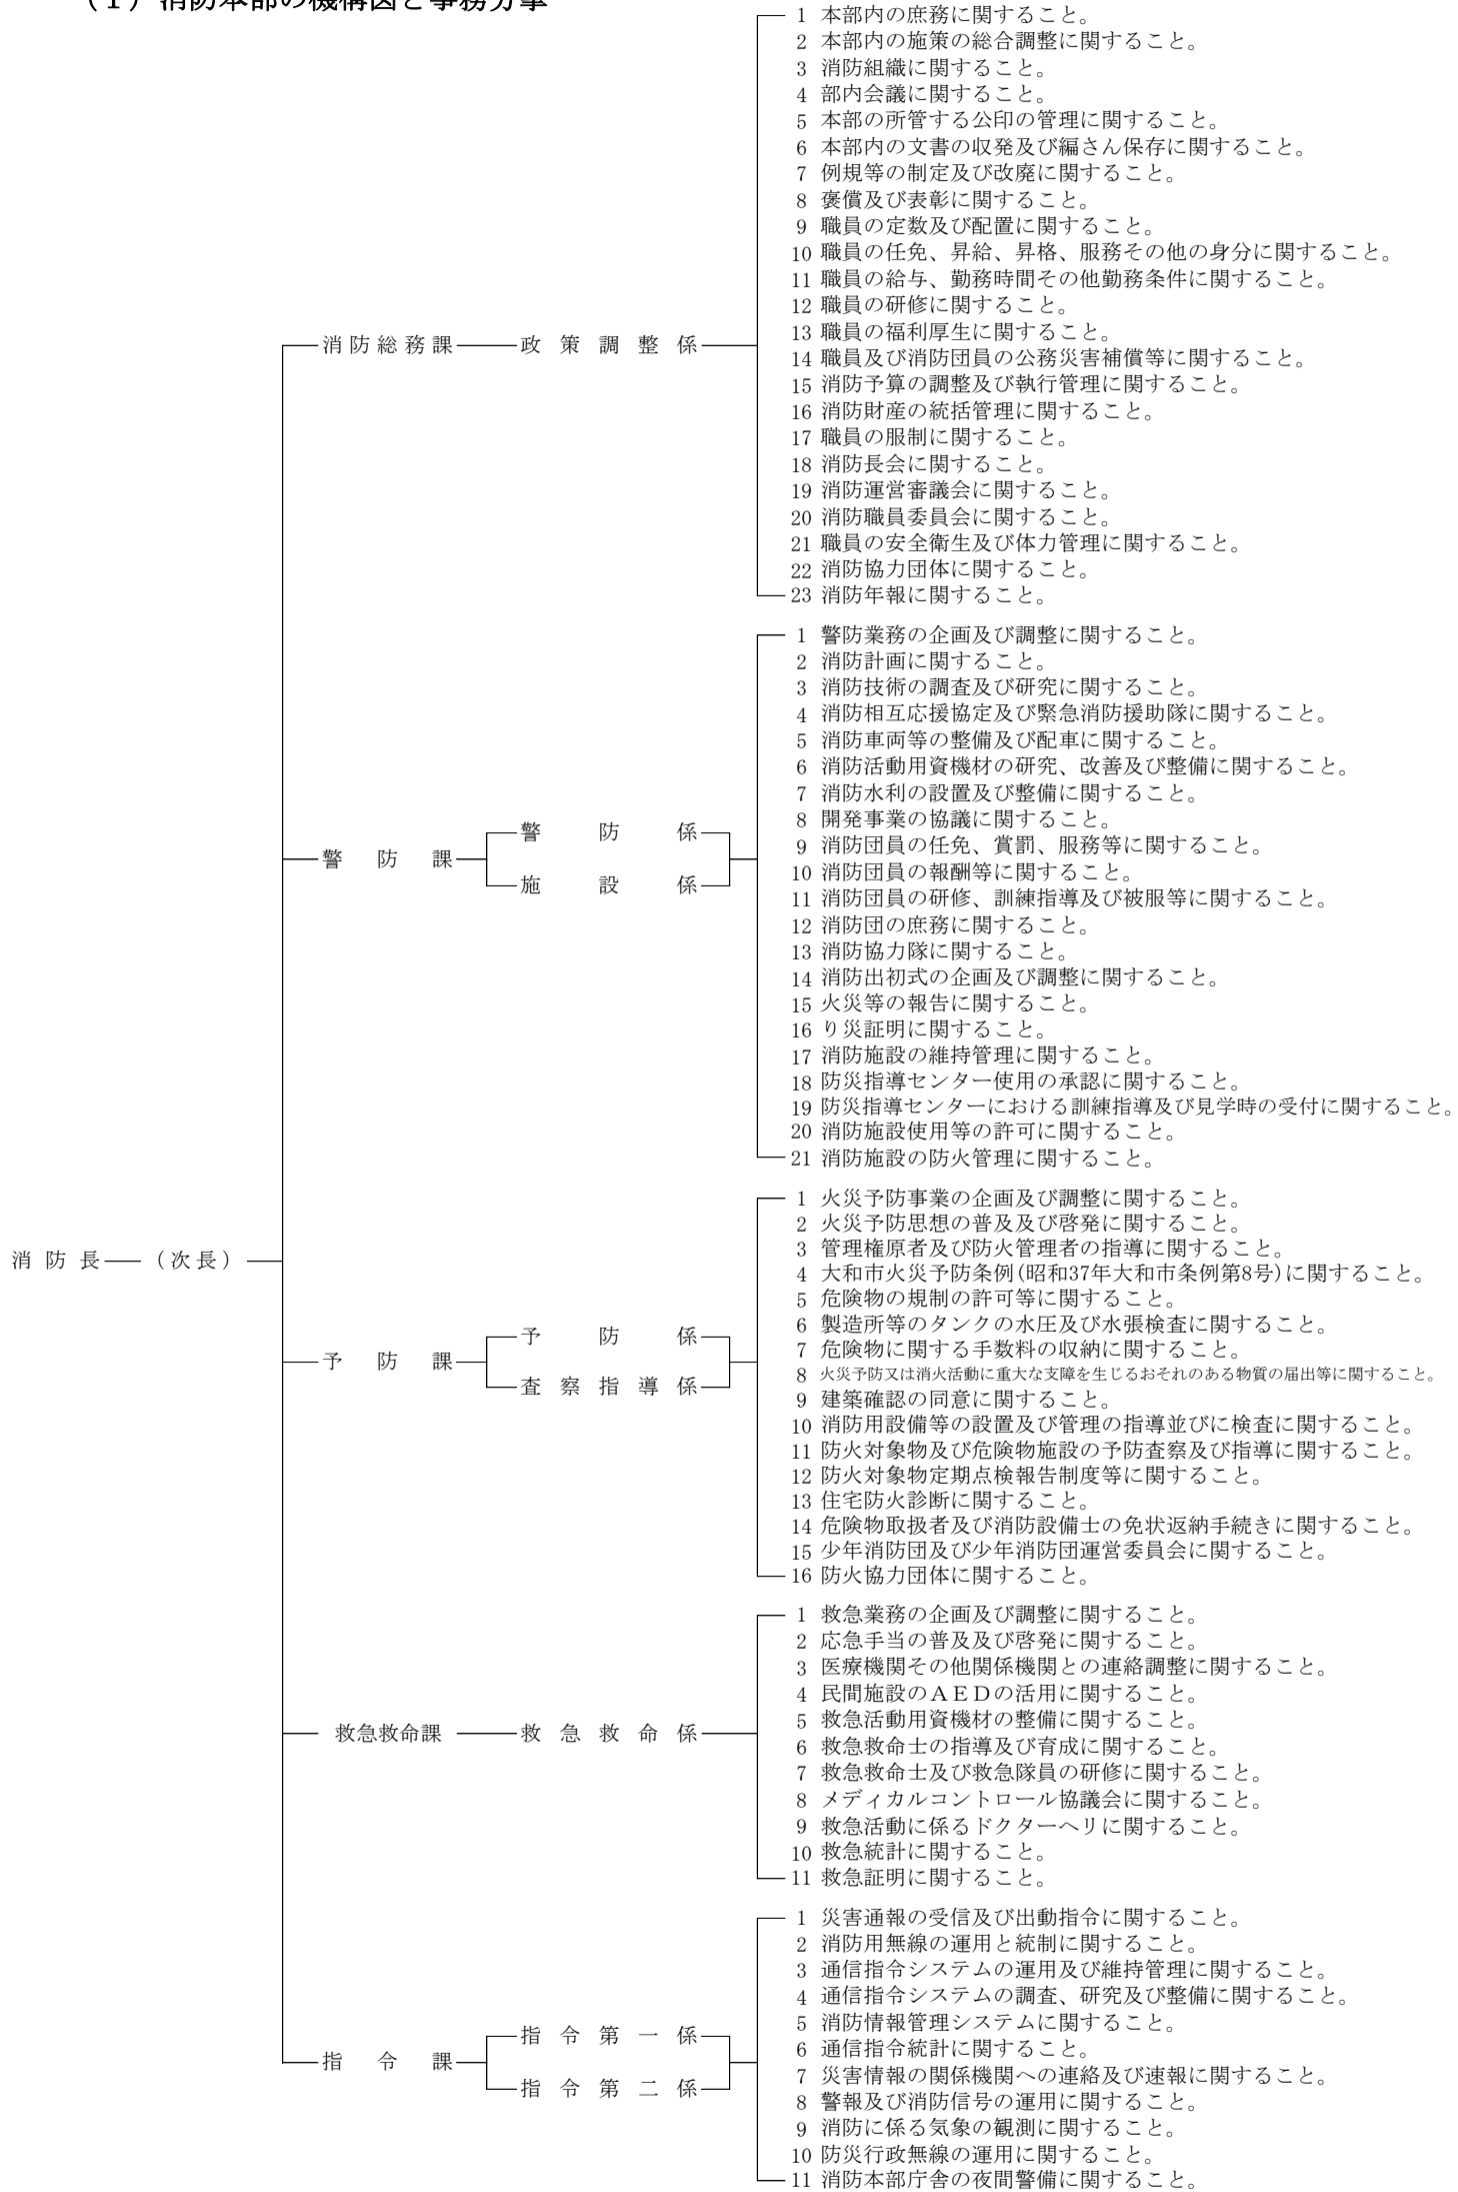 (1)消防本部の機構図と事務分掌
消防長
(次長)
消防総務課
政策調整係
1 本部内の庶務に関すること。
2 本部内の施策の総合調整に関すること。
3 消防組織に関すること。
4 部内会議に関すること。
5 本部の所管する公印の管理に関すること。
6 本部内の文書の収発及び編さん保存に関すること。
7 例規等の制定及び改廃に関すること。
8 褒償及び表彰に関すること。
9 職員の定数及び配置に関すること。
10 職員の任免、昇給、昇格、服務その他の身分に関すること。
11 職員の給与、勤務時間その他勤務条件に関すること。
12 職員の研修に関すること。
13 職員の福利厚生に関すること。
14 職員及び消防団員の公務災害補償等に関すること。
15 消防予算の調整及び執行管理に関すること。
16 消防財産の統括管理に関すること。
17 職員の服制に関すること。
18 消防長会に関すること。
19 消防運営審議会に関すること。
20 消防職員委員会に関すること。
21 職員の安全衛生及び体力管理に関すること。
22 消防協力団体に関すること。
23 消防年報に関すること。
警防課
警防係
施設係
1 警防業務の企画及び調整に関すること。
2 消防計画に関すること。
3 消防技術の調査及び研究に関すること。
4 消防相互応援協定及び緊急消防援助隊に関すること。
5 消防車両等の整備及び配車に関すること。
6 消防活動用資機材の研究、改善及び整備に関すること。
7 消防水利の設置及び整備に関すること。
8 開発事業の協議に関すること。
9 消防団員の任免、賞罰、服務等に関すること。
10 消防団員の報酬等に関すること。
11 消防団員の研修、訓練指導及び被服等に関すること。
12 消防団の庶務に関すること。
13 消防協力隊に関すること。
14 消防出初式の企画及び調整に関すること。
15 火災等の報告に関すること。
16 り災証明に関すること。
17 消防施設の維持管理に関すること。
18 防災指導センター使用の承認に関すること。
19 防災指導センターにおける訓練指導及び見学時の受付に関すること。
20 消防施設使用等の許可に関すること。
21 消防施設の防火管理に関すること。
予防課
予防係
査察指導係
1 火災予防事業の企画及び調整に関すること。
2 火災予防思想の普及及び啓発に関すること。
3 管理権原者及び防火管理者の指導に関すること。
4 大和市火災予防条例(昭和37年大和市条例第8号)に関すること。
5 危険物の規制の許可等に関すること。
6 製造所等のタンクの水圧及び水張検査に関すること。
7 危険物に関する手数料の収納に関すること。
8 火災予防又は消火活動に重大な支障を生じるおそれのある物質の届出等に関すること。
9 建築確認の同意に関すること。
10 消防用設備等の設置及び管理の指導並びに検査に関すること。
11 防火対象物及び危険物施設の予防査察及び指導に関すること。
12 防火対象物定期点検報告制度等に関すること。
13 住宅防火診断に関すること。
14 危険物取扱者及び消防設備士の免状返納手続きに関すること。
15 少年消防団及び少年消防団運営委員会に関すること。
16 防火協力団体に関すること。
救急救命課
救急救命係
1 救急業務の企画及び調整に関すること。
2 応急手当の普及及び啓発に関すること。
3 医療機関その他関係機関との連絡調整に関すること。
4 民間施設のＡＥＤの活用に関すること。
5 救急活動用資機材の整備に関すること。
6 救急救命士の指導及び育成に関すること。
7 救急救命士及び救急隊員の研修に関すること。
8 メディカルコントロール協議会に関すること。
9 救急活動に係るドクターヘリに関すること。
10 救急統計に関すること。
11 救急証明に関すること。
指令課
指令第一係
指令第二係
1 災害通報の受信及び出動指令に関すること。
2 消防用無線の運用と統制に関すること。
3 通信指令システムの運用及び維持管理に関すること。
4 通信指令システムの調査、研究及び整備に関すること。
5 消防情報管理システムに関すること。
6 通信指令統計に関すること。
7 災害情報の関係機関への連絡及び速報に関すること。
8 警報及び消防信号の運用に関すること。
9 消防に係る気象の観測に関すること。
10 防災行政無線の運用に関すること。
11 消防本部庁舎の夜間警備に関すること。